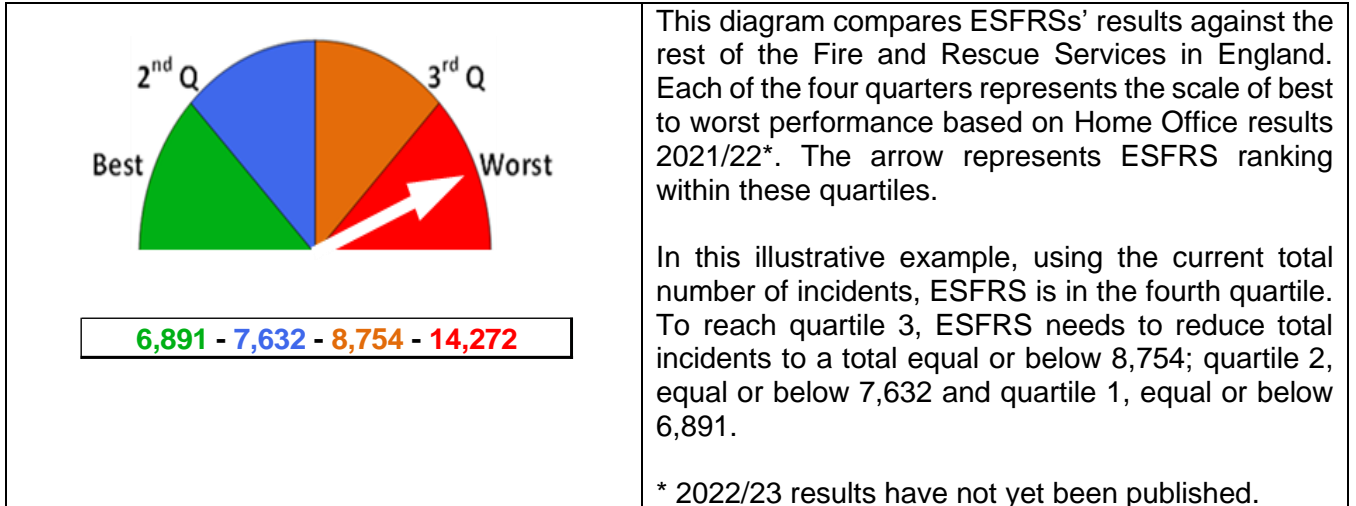 2nd Q
3rd Q
Best
Worst
6,891 - 7,632 - 8,754 - 14,272
This diagram compares ESFRSs’ results against the
rest of the Fire and Rescue Services in England.
Each of the four quarters represents the scale of best
to worst performance based on Home Office results
2021/22*. The arrow represents ESFRS ranking
within these quartiles.
In this illustrative example, using the current total
number of incidents, ESFRS is in the fourth quartile.
To reach quartile 3, ESFRS needs to reduce total
incidents to a total equal or below 8,754; quartile 2,
equal or below 7,632 and quartile 1, equal or below
6,891.
* 2022/23 results have not yet been published.